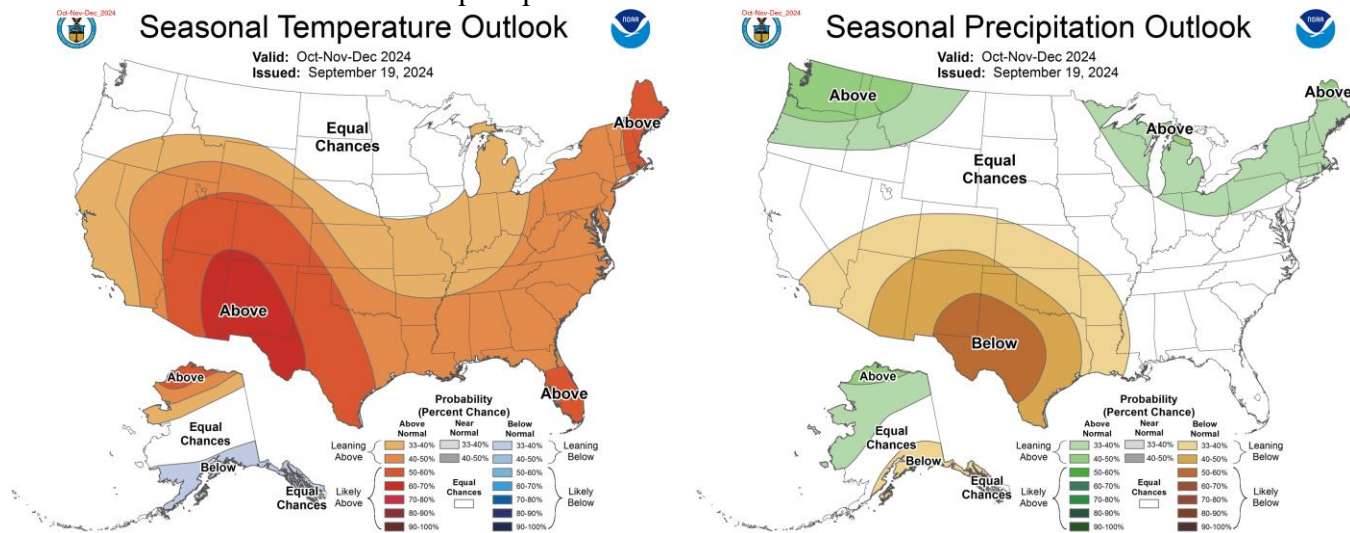 Oct-Nov-Dec_2024
Seasonal Temperature Outlook
NOAA
Valid: Oct-Nov-Dec 2024
Issued: September 19, 2024
Equal
Chances
Above
Above
Above
Above
Equal
Chances
Below
Equal
Chances
Probability
(Percent Chance)
Above
Normal
Near
Normal
Below
Normal
Leaning
Above
33-40%
33-40%
33-40%
Leaning
Below
40-50%
40-50%
40-50%
50-60%
50-60%
Likely
Above
60-70%
Equal
Chances
60-70%
Likely
Below
70-80%
70-80%
80-90%
80-90%
90-100%
90-100%
Oct-Nov-Dec_2024
Seasonal Precipitation Outlook
NOAA
Valid: Oct-Nov-Dec 2024
Issued: September 19, 2024
Above
Above
Above
Equal
Chances
Below
Above
Equal
Chances
Below
Equal
Chances
Probability
(Percent Chance)
Above
Normal
Near
Normal
Below
Normal
Leaning
Above
33-40%
33-40%
33-40%
Leaning
Below
40-50%
40-50%
40-50%
50-60%
50-60%
Likely
Above
60-70%
Equal
Chances
60-70%
Likely
Below
70-80%
70-80%
80-90%
80-90%
90-100%
90-100%